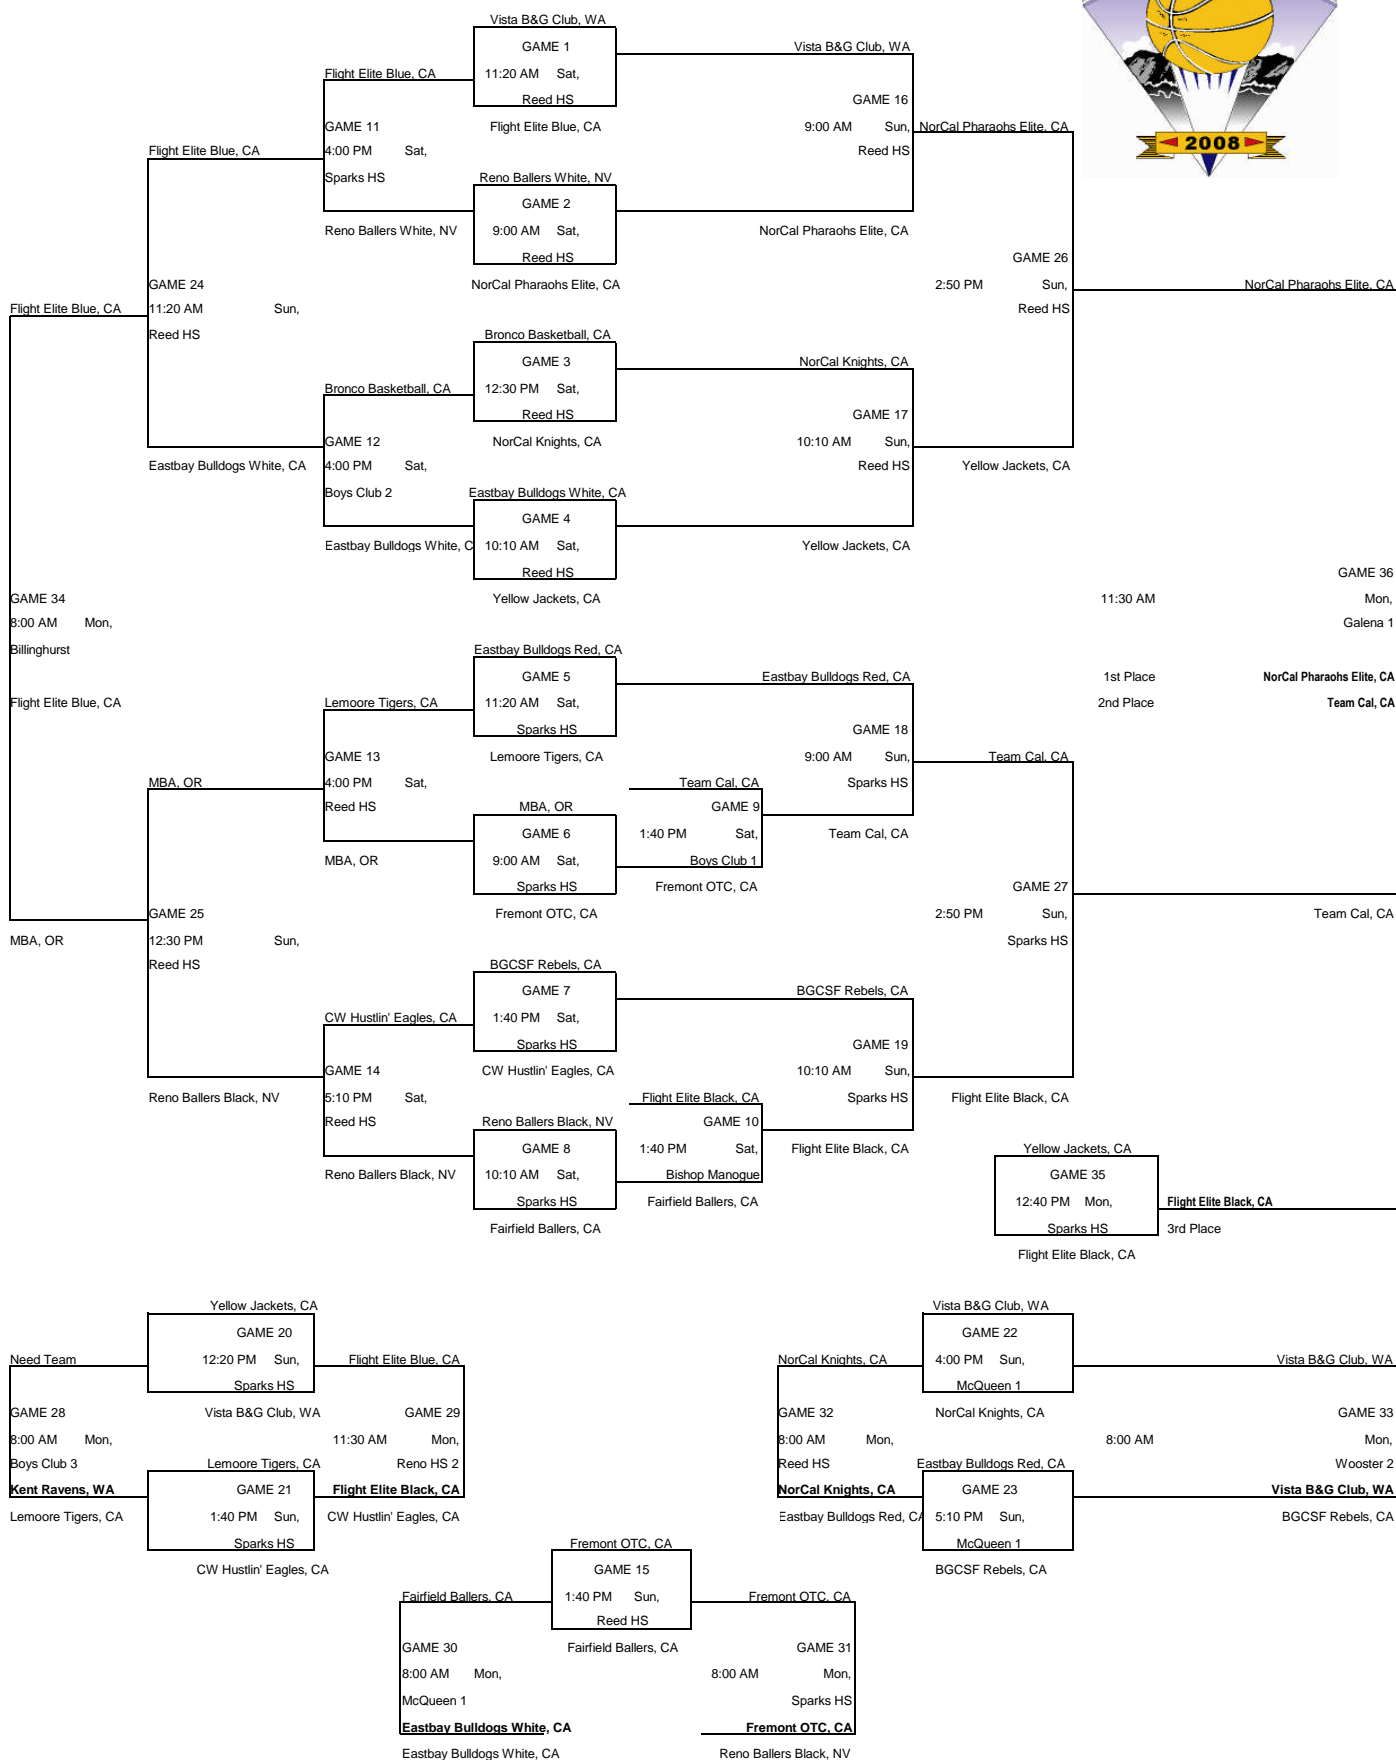 Vista B&G Club, WA
GAME 1
Vista B&G Club, WA
Flight Elite Blue, CA
11:20 AM Sat,
Reed HS
GAME 16
GAME 11
Flight Elite Blue, CA
9:00 AM Sun,
NorCal Pharaohs Elite, CA
Flight Elite Blue, CA
4:00 PM Sat,
Reed HS
2008
Sparks HS
Reno Ballers White, NV
GAME 2
Reno Ballers White, NV
9:00 AM Sat,
NorCal Pharaohs Elite, CA
Reed HS
GAME 26
GAME 24
NorCal Pharaohs Elite, CA
2:50 PM Sun,
NorCal Pharaohs Elite, CA
Flight Elite Blue, CA
11:20 AM Sun,
Reed HS
Reed HS
Bronco Basketball, CA
GAME 3
NorCal Knights, CA
Bronco Basketball, CA
12:30 PM Sat,
Reed HS
GAME 17
GAME 12
NorCal Knights, CA
10:10 AM Sun,
Eastbay Bulldogs White, CA
4:00 PM Sat,
Reed HS
Yellow Jackets, CA
Boys Club 2
Eastbay Bulldogs White, CA
GAME 4
Eastbay Bulldogs White, C
10:10 AM Sat,
Yellow Jackets, CA
Reed HS
GAME 36
GAME 34
Yellow Jackets, CA
11:30 AM Mon,
8:00 AM Mon,
Galena 1
Billinghurst
Eastbay Bulldogs Red, CA
GAME 5
Eastbay Bulldogs Red, CA
1st Place NorCal Pharaohs Elite, CA
Flight Elite Blue, CA
Lemoore Tigers, CA
11:20 AM Sat,
2nd Place Team Cal, CA
Sparks HS
GAME 18
GAME 13
Lemoore Tigers, CA
9:00 AM Sun,
Team Cal, CA
MBA, OR
4:00 PM Sat,
Team Cal, CA
Sparks HS
Reed HS
MBA, OR
GAME 9
GAME 6
1:40 PM Sat,
Team Cal, CA
MBA, OR
9:00 AM Sat,
Boys Club 1
Sparks HS
Fremont OTC, CA
GAME 27
GAME 25
Fremont OTC, CA
2:50 PM Sun,
Team Cal, CA
MBA, OR
12:30 PM Sun,
Sparks HS
Reed HS
BGCSF Rebels, CA
GAME 7
BGCSF Rebels, CA
CW Hustlin' Eagles, CA
1:40 PM Sat,
Sparks HS
GAME 19
GAME 14
CW Hustlin' Eagles, CA
10:10 AM Sun,
Reno Ballers Black, NV
5:10 PM Sat,
Flight Elite Black, CA
Sparks HS
Flight Elite Black, CA
Reed HS
Reno Ballers Black, NV
GAME 10
GAME 8
1:40 PM Sat,
Flight Elite Black, CA
Yellow Jackets, CA
Reno Ballers Black, NV
10:10 AM Sat,
Bishop Manogue
GAME 35
Sparks HS
Fairfield Ballers, CA
12:40 PM Mon,
Flight Elite Black, CA
Fairfield Ballers, CA
Sparks HS
3rd Place
Flight Elite Black, CA
Yellow Jackets, CA
Vista B&G Club, WA
GAME 20
GAME 22
Need Team
12:20 PM Sun,
Flight Elite Blue, CA
NorCal Knights, CA
4:00 PM Sun,
Vista B&G Club, WA
Sparks HS
McQueen 1
GAME 28
Vista B&G Club, WA
GAME 29
GAME 32
NorCal Knights, CA
GAME 33
8:00 AM Mon,
11:30 AM Mon,
8:00 AM Mon,
8:00 AM Mon,
Boys Club 3
Lemoore Tigers, CA
Reno HS 2
Reed HS
Eastbay Bulldogs Red, CA
Wooster 2
Kent Ravens, WA
GAME 21
Flight Elite Black, CA
NorCal Knights, CA
GAME 23
Vista B&G Club, WA
Lemoore Tigers, CA
1:40 PM Sun,
CW Hustlin' Eagles, CA
Eastbay Bulldogs Red, CA
5:10 PM Sun,
BGCSF Rebels, CA
Sparks HS
Fremont OTC, CA
McQueen 1
CW Hustlin' Eagles, CA
GAME 15
BGCSF Rebels, CA
Fairfield Ballers, CA
1:40 PM Sun,
Fremont OTC, CA
Reed HS
GAME 30
Fairfield Ballers, CA
GAME 31
8:00 AM Mon,
8:00 AM Mon,
McQueen 1
Sparks HS
Eastbay Bulldogs White, CA
Fremont OTC, CA
Eastbay Bulldogs White, CA
Reno Ballers Black, NV